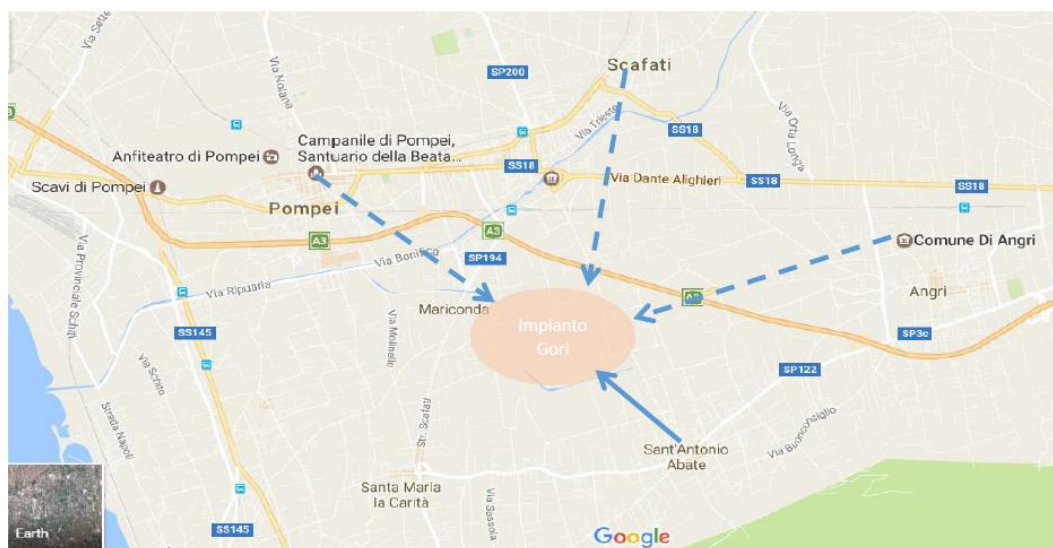 Via Sette
Via Nolana
SP200
Scafati
Via Trieste
SS18
Via Orta Longa
A3
Anfiteatro di Pompei
Campanile di Pompei,
Santuario della Beata...
SS18
Via Dante Alighieri
SS18
SS18
Scavi di Pompei
Pompei
A3
A3
Comune Di Angri
Via Provinciale Schiti
Via Bonifica
SP194
Via Ripuaria
Mariconda
Angri
SS145
Via Molinelle
Impianto
Gori
SP3c
Via Schito
SP122
Strada Napoli
Str. Scafati
Via Buonconsiglio
Sant'Antonio
Abate
Santa Maria
la Carità
Via Sassola
Earth
SS145
Google